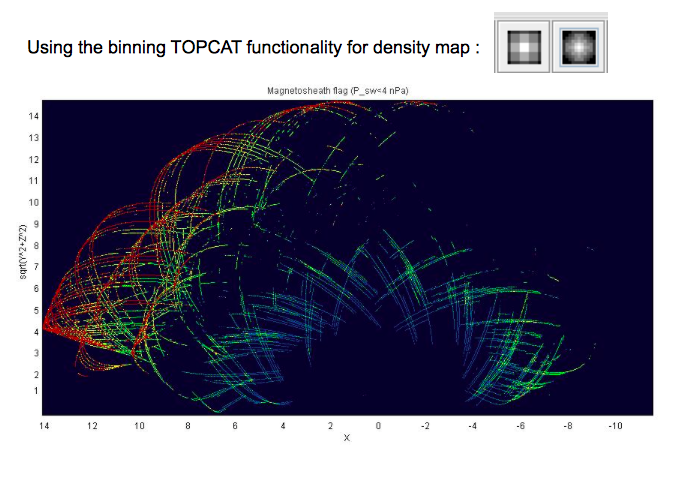 Using the binning TOPCAT functionality for density map :
Magnetosheath flag (P_sw<4 nPa)
14
13
12
11
10
9
8
7
6
5
4
3
2
1
sqrt(Y^2+Z^2)
14 12 10 8 6 4 2 0 -2 -4 -6 -8 -10
X